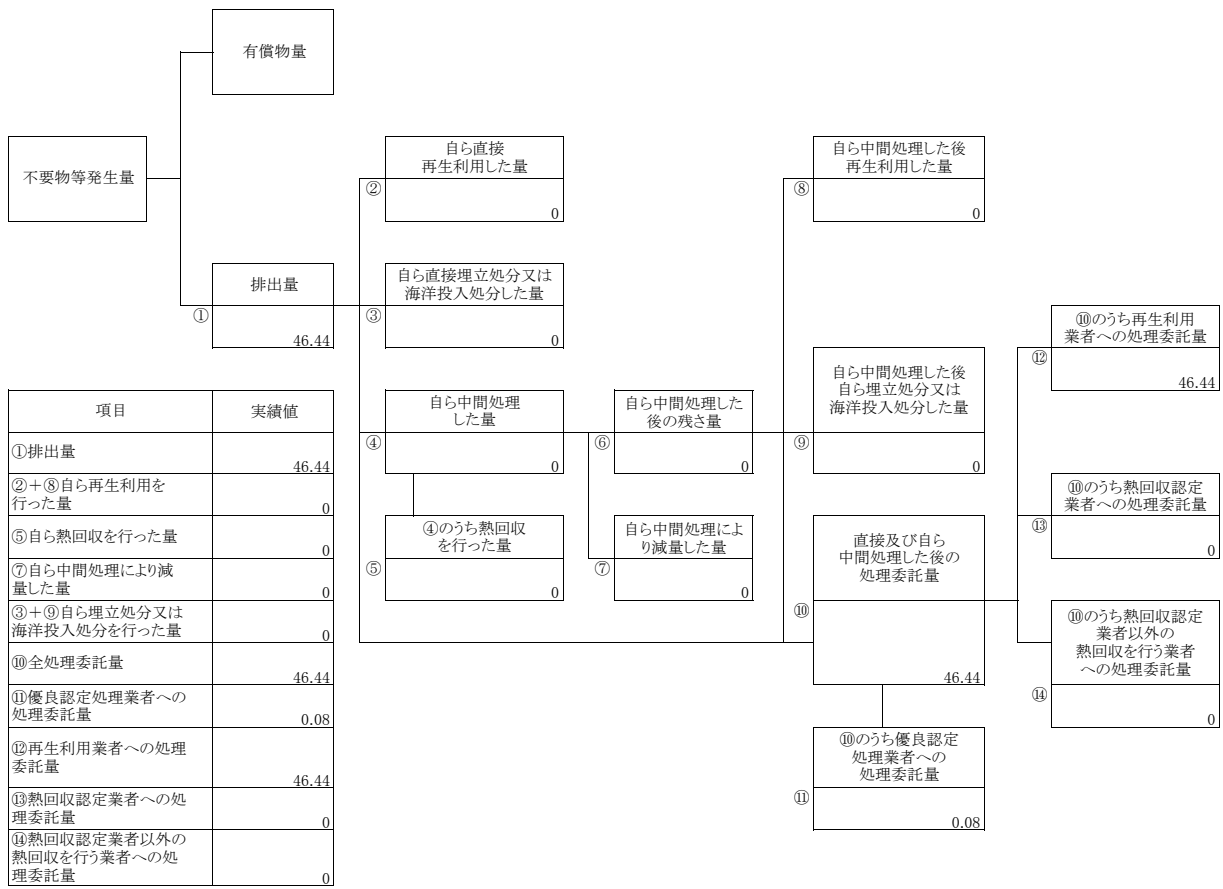 有償物量
不要物等発生量
自ら直接
再生利用した量
②
0
自ら中間処理した後
再生利用した量
⑧
0
排出量
①
46.44
自ら直接埋立処分又は
海洋投入処分した量
③
0
⑩のうち再生利用
業者への処理委託量
⑫
46.44
自ら中間処理
した量
④
0
自ら中間処理した
後の残さ量
⑥
0
自ら中間処理した後
自ら埋立処分又は
海洋投入処分した量
⑨
0
⑩のうち熱回収認定
業者への処理委託量
⑬
0
④のうち熱回収
を行った量
⑤
0
自ら中間処理によ
り減量した量
⑦
0
直接及び自ら
中間処理した後の
処理委託量
⑩
46.44
⑩のうち熱回収認定
業者以外の
熱回収を行う業者
への処理委託量
⑭
0
⑩のうち優良認定
処理業者への
処理委託量
⑪
0.08
項目
実績値
①排出量
46.44
②＋⑧自ら再生利用を
行った量
0
⑤自ら熱回収を行った量
0
⑦自ら中間処理により減
量した量
0
③＋⑨自ら埋立処分又は
海洋投入処分を行った量
0
⑩全処理委託量
46.44
⑪優良認定処理業者への
処理委託量
0.08
⑫再生利用業者への処理
委託量
46.44
⑬熱回収認定業者への処
理委託量
0
⑭熱回収認定業者以外の
熱回収を行う業者への処
理委託量
0